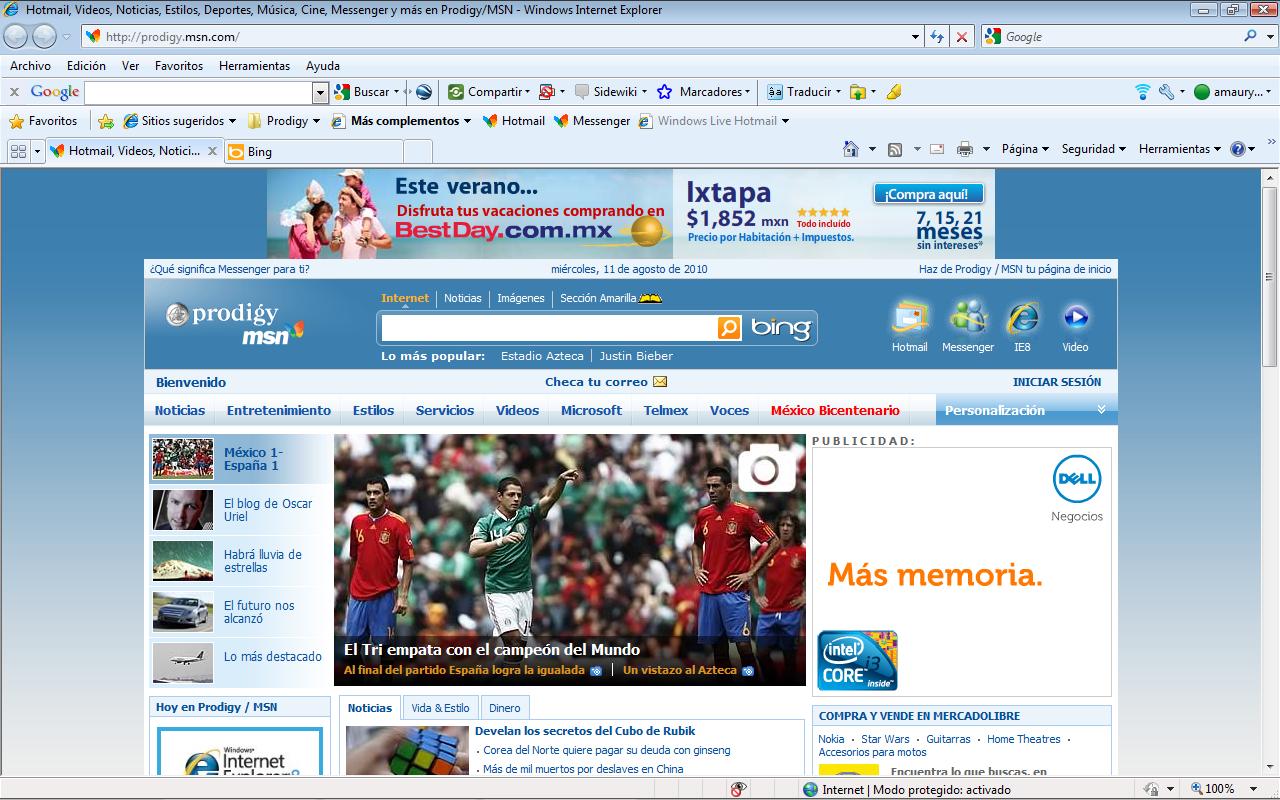 Hotmail, Videos, Noticias, Estilos, Deportes, Música, Cine, Messenger y más en Prodigy/MSN - Windows Internet Explorer
http://prodigy.msn.com/
Google
Archivo Edición Ver Favoritos Herramientas Ayuda
x Google Buscar Compartir Sidewiki Marcadores Traducir amaury...
Favoritos Sitios sugeridos Prodigy Más complementos Hotmail Messenger Windows Live Hotmail
Hotmail, Videos, Notici... Bing Página Seguridad Herramientas
Este verano...
Disfruta tus vacaciones comprando en
BestDay.com.mx
Ixtapa
$1,852 mxn
Todo incluído
Precio por Habitación + Impuestos.
¡Compra aquí!
7, 15, 21
meses
sin intereses*
¿Qué significa Messenger para ti? miércoles, 11 de agosto de 2010 Haz de Prodigy / MSN tu página de inicio
prodigy
msn
Internet Noticias Imágenes Sección Amarilla
bing
Lo más popular: Estadio Azteca Justin Bieber
Hotmail Messenger IE8 Video
Bienvenido Checa tu correo INICIAR SESIÓN
Noticias Entretenimiento Estilos Servicios Videos Microsoft Telmex Voces México Bicentenario Personalización
México 1-
España 1
El blog de Oscar
Uriel
Habrá lluvia de
estrellas
El futuro nos
alcanzó
Lo más destacado
16
14
6
El Tri empata con el campeón del Mundo
Al final del partido España logra la igualada Un vistazo al Azteca
PUBLICIDAD:
DELL
Negocios
Más memoria.
intel
CORE i3
inside™
Hoy en Prodigy / MSN
Windows
Internet
Explorer 8
Noticias Vida & Estilo Dinero
Develan los secretos del Cubo de Rubik
· Corea del Norte quiere pagar su deuda con ginseng
· Más de mil muertos por deslaves en China
COMPRA Y VENDE EN MERCADOLIBRE
Nokia · Star Wars · Guitarras · Home Theatres ·
Accesorios para motos
Encuentra lo que buscas, en
Internet | Modo protegido: activado 100%